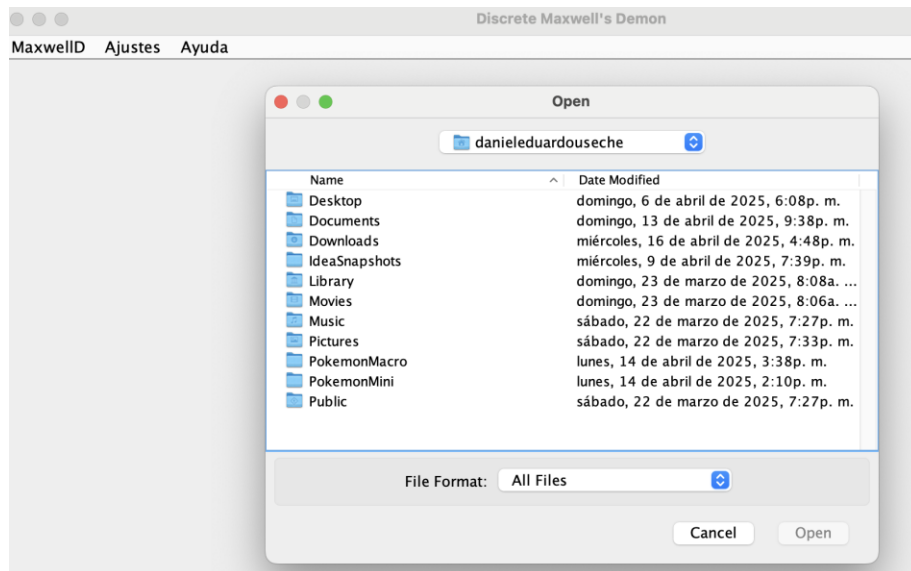 Discrete Maxwell's Demon
MaxwellD Ajustes Ayuda
Open
danieleduardouseche
Name Date Modified
Desktop domingo, 6 de abril de 2025, 6:08p. m.
Documents domingo, 13 de abril de 2025, 9:38p. m.
Downloads miércoles, 16 de abril de 2025, 4:48p. m.
IdeaSnapshots miércoles, 9 de abril de 2025, 7:39p. m.
Library domingo, 23 de marzo de 2025, 8:08a. ...
Movies domingo, 23 de marzo de 2025, 8:06a. ...
Music sábado, 22 de marzo de 2025, 7:27p. m.
Pictures sábado, 22 de marzo de 2025, 7:33p. m.
PokemonMacro lunes, 14 de abril de 2025, 3:38p. m.
PokemonMini lunes, 14 de abril de 2025, 2:10p. m.
Public sábado, 22 de marzo de 2025, 7:27p. m.
File Format: All Files
Cancel Open